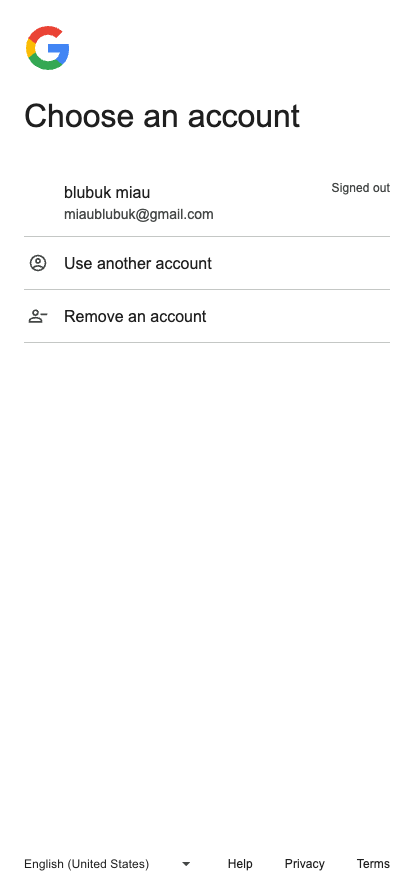 Choose an account
blubuk miau
Signed out
miaublubuk@gmail.com
Use another account
Remove an account
English (United States)
Help
Privacy
Terms